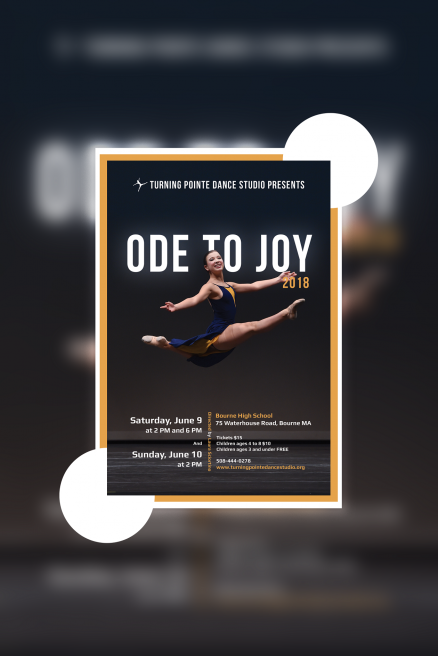 TURNING POINTE DANCE STUDIO PRESENTS
ODE TO JOY
2018
Saturday, June 9
at 2 PM and 6 PM
And
Sunday, June 10
at 2 PM
Bourne High School
75 Waterhouse Road, Bourne MA
Tickets $15
Children ages 4 to 8 $10
Children ages 3 and under FREE
508-444-6278
www.turningpointedancestudio.org